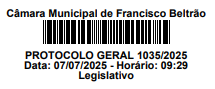 Câmara Municipal de Francisco Beltrão
PROTOCOLO GERAL 1035/2025
Data: 07/07/2025 - Horário: 09:29
Legislativo